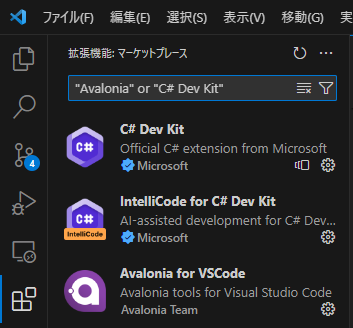 ファイル(F) 編集(E) 選択(S) 表示(V) 移動(G) 実
拡張機能: マーケットプレース
"Avalonia" or "C# Dev Kit"
C#
C# Dev Kit
Official C# extension from Microsoft
Microsoft
4
C#
IntelliCode
IntelliCode for C# Dev Kit
AI-assisted development for C# Dev...
Microsoft
Avalonia for VSCode
Avalonia tools for Visual Studio Code
Avalonia Team